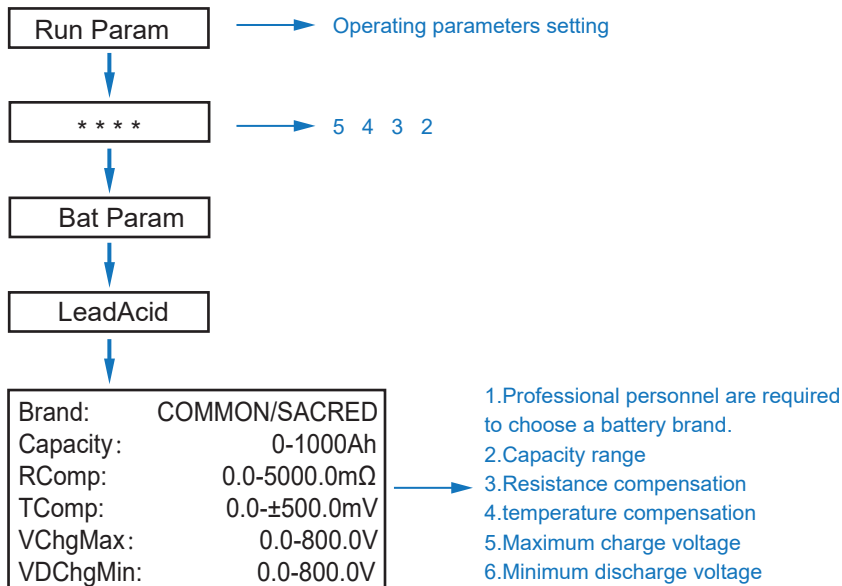 Run Param
Operating parameters setting
* * * *
5 4 3 2
Bat Param
LeadAcid
Brand: COMMON/SACRED
Capacity: 0-1000Ah
RComp: 0.0-5000.0mΩ
TComp: 0.0-±500.0mV
VChgMax: 0.0-800.0V
VDChgMin: 0.0-800.0V
1.Professional personnel are required
to choose a battery brand.
2.Capacity range
3.Resistance compensation
4.temperature compensation
5.Maximum charge voltage
6.Minimum discharge voltage